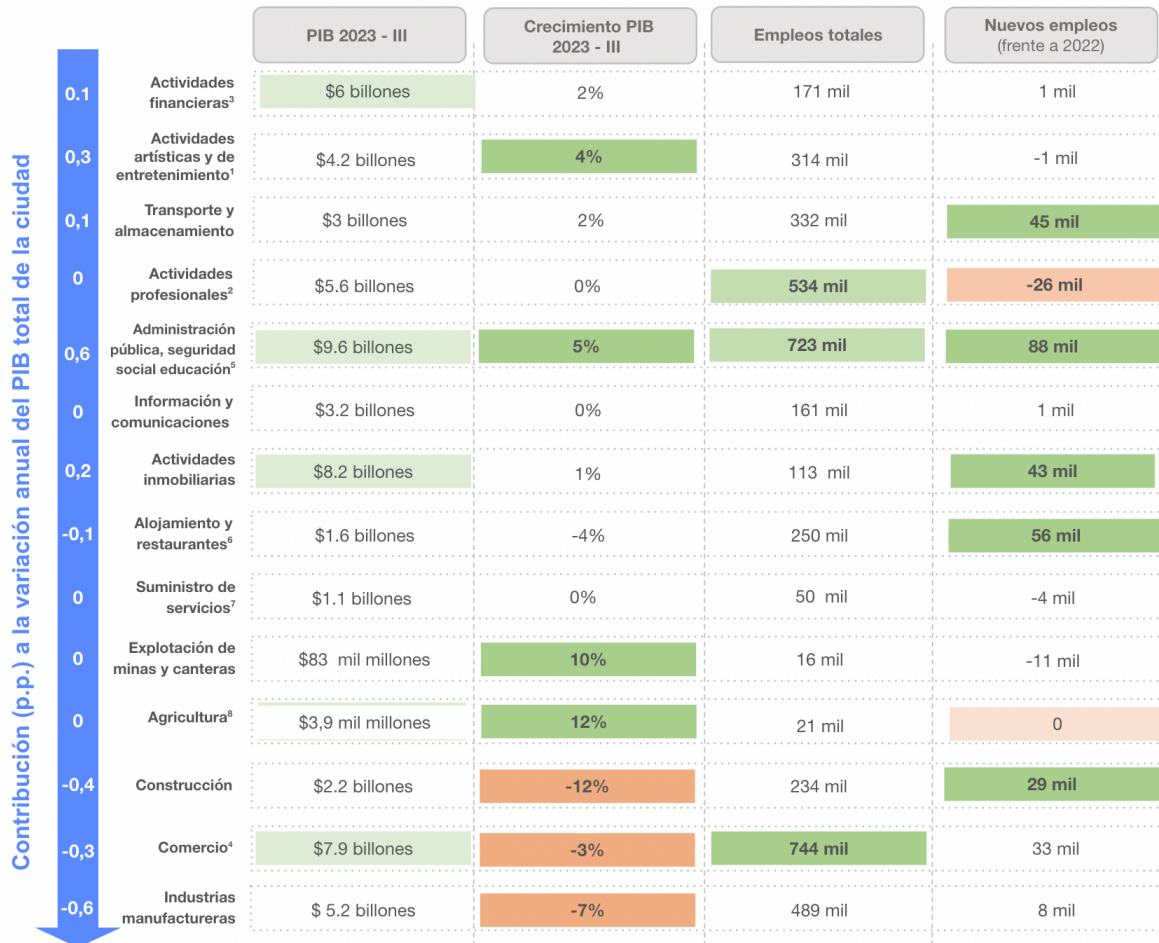 PIB 2023 - III
Crecimiento PIB
2023 - III
Empleos totales
Nuevos empleos
(frente a 2022)
Contribución (p.p.) a la variación anual del PIB total de la ciudad
0.1
Actividades
financieras³
$6 billones
2%
171 mil
1 mil
0,3
Actividades
artísticas y de
entretenimiento¹
$4.2 billones
4%
314 mil
-1 mil
0,1
Transporte y
almacenamiento
$3 billones
2%
332 mil
45 mil
0
Actividades
profesionales²
$5.6 billones
0%
534 mil
-26 mil
0,6
Administración
pública, seguridad
social educación⁵
$9.6 billones
5%
723 mil
88 mil
0
Información y
comunicaciones
$3.2 billones
0%
161 mil
1 mil
0,2
Actividades
inmobiliarias
$8.2 billones
1%
113 mil
43 mil
-0,1
Alojamiento y
restaurantes⁶
$1.6 billones
-4%
250 mil
56 mil
0
Suministro de
servicios⁷
$1.1 billones
0%
50 mil
-4 mil
0
Explotación de
minas y canteras
$83 mil millones
10%
16 mil
-11 mil
0
Agricultura⁸
$3,9 mil millones
12%
21 mil
0
-0,4
Construcción
$2.2 billones
-12%
234 mil
29 mil
-0,3
Comercio⁴
$7.9 billones
-3%
744 mil
33 mil
-0,6
Industrias
manufactureras
$ 5.2 billones
-7%
489 mil
8 mil